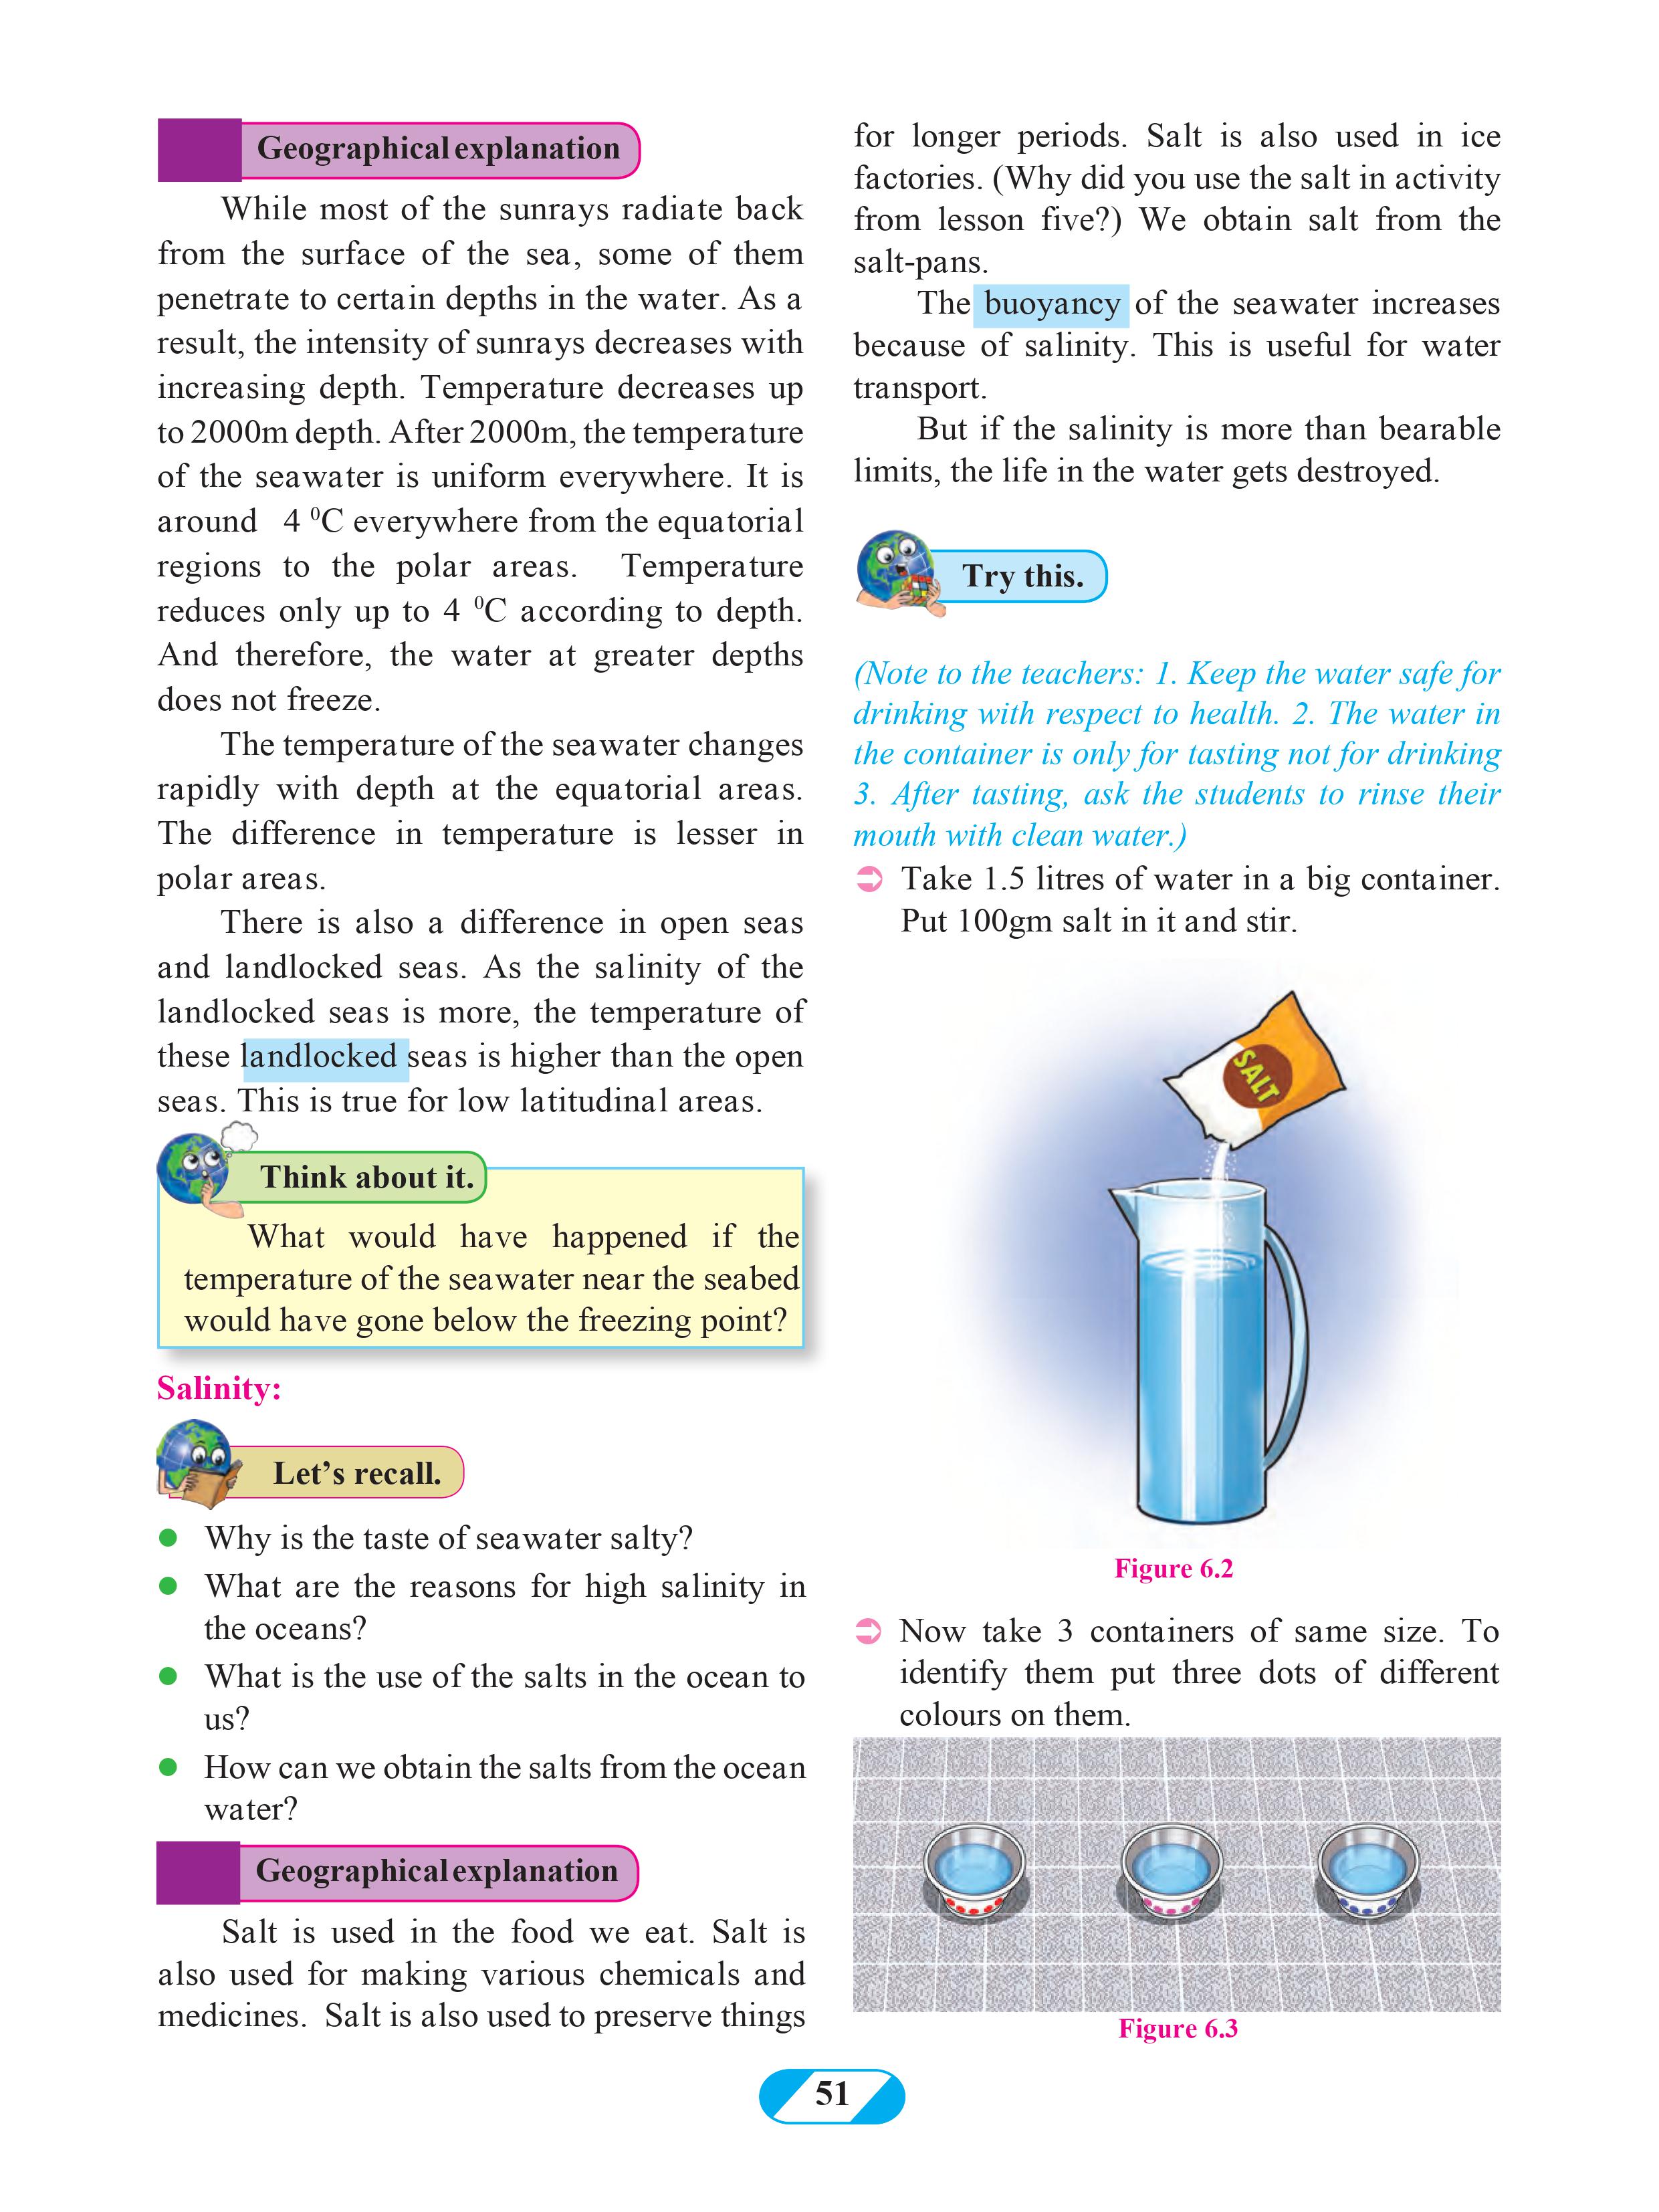 Geographical explanation
While most of the sunrays radiate back
from the surface of the sea, some of them
penetrate to certain depths in the water. As a
result, the intensity of sunrays decreases with
increasing depth. Temperature decreases up
to 2000m depth. After 2000m, the temperature
of the seawater is uniform everywhere. It is
around 4 ⁰C everywhere from the equatorial
regions to the polar areas. Temperature
reduces only up to 4 ⁰C according to depth.
And therefore, the water at greater depths
does not freeze.
The temperature of the seawater changes
rapidly with depth at the equatorial areas.
The difference in temperature is lesser in
polar areas.
There is also a difference in open seas
and landlocked seas. As the salinity of the
landlocked seas is more, the temperature of
these landlocked seas is higher than the open
seas. This is true for low latitudinal areas.
Think about it.
What would have happened if the
temperature of the seawater near the seabed
would have gone below the freezing point?
Salinity:
Let's recall.
● Why is the taste of seawater salty?
● What are the reasons for high salinity in
the oceans?
● What is the use of the salts in the ocean to
us?
● How can we obtain the salts from the ocean
water?
Geographical explanation
Salt is used in the food we eat. Salt is
also used for making various chemicals and
medicines. Salt is also used to preserve things
for longer periods. Salt is also used in ice
factories. (Why did you use the salt in activity
from lesson five?) We obtain salt from the
salt-pans.
The buoyancy of the seawater increases
because of salinity. This is useful for water
transport.
But if the salinity is more than bearable
limits, the life in the water gets destroyed.
Try this.
(Note to the teachers: 1. Keep the water safe for
drinking with respect to health. 2. The water in
the container is only for tasting not for drinking
3. After tasting, ask the students to rinse their
mouth with clean water.)
Take 1.5 litres of water in a big container.
Put 100gm salt in it and stir.
SALT
Figure 6.2
Now take 3 containers of same size. To
identify them put three dots of different
colours on them.
Figure 6.3
51